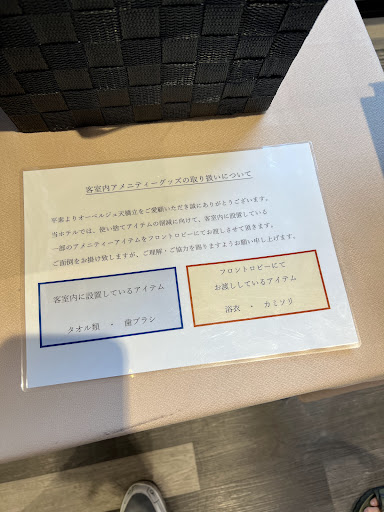 客室内アメニティーグッズの取り扱いについて
平素よりオーベルジュ天橋立をご愛顧いただき誠にありがとうございます。
当ホテルでは、使い捨てアイテムの削減に向けて、客室内に設置している
一部のアメニティーアイテムをフロントロビーにてお渡しさせて頂きます。
ご面倒をお掛け致しますが、ご理解・ご協力を賜りますようお願い申し上げます。
客室内に設置しているアイテム
タオル類 ・ 歯ブラシ
フロントロビーにて
お渡ししているアイテム
浴衣 ・ カミソリ